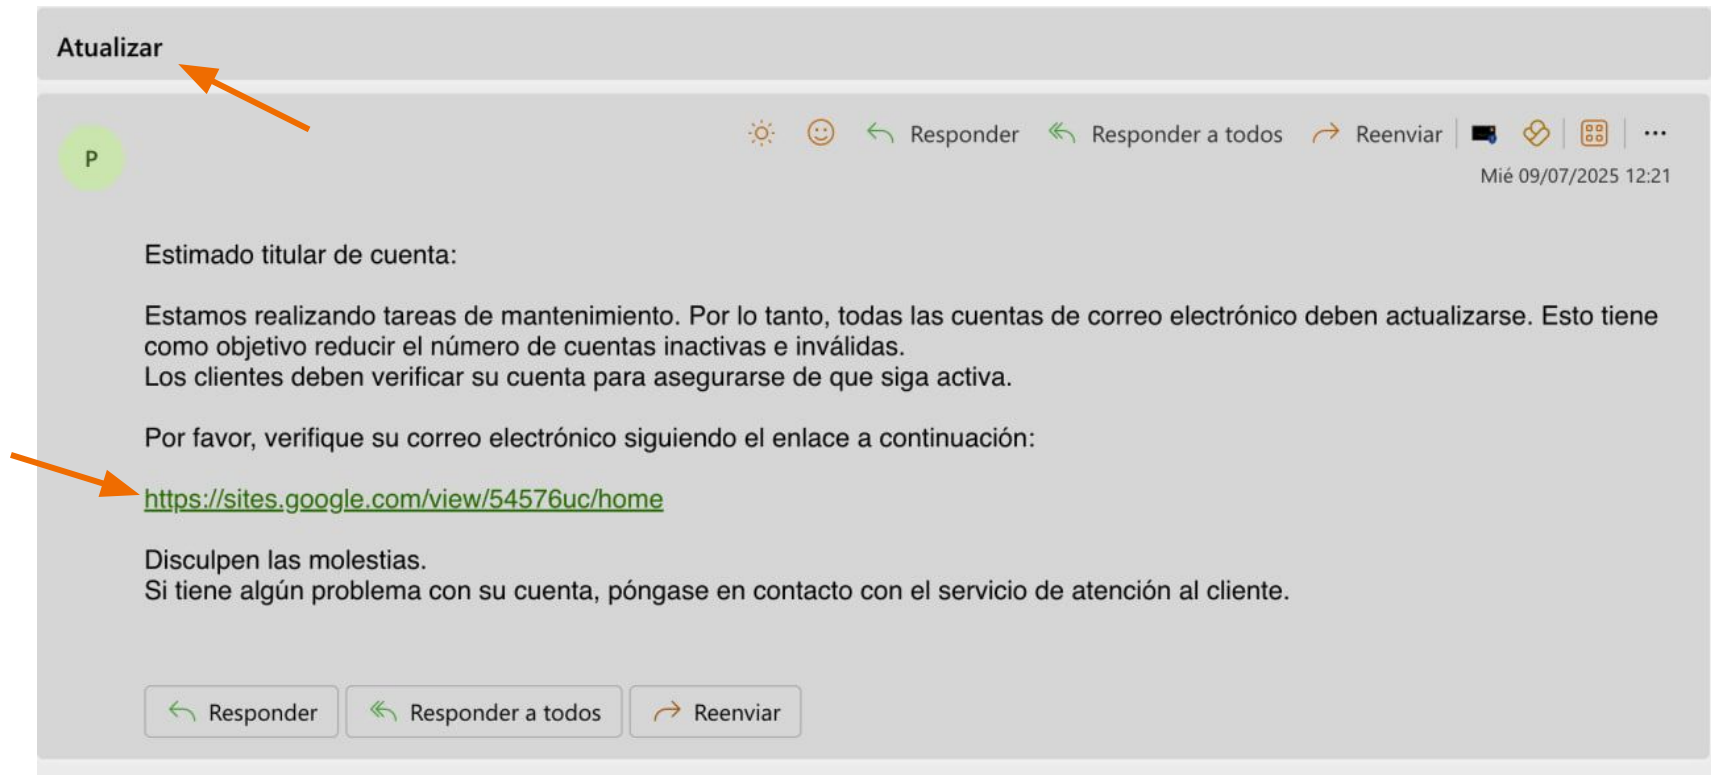 Atualizar
P
Responder Responder a todos Reenviar
Mié 09/07/2025 12:21
Estimado titular de cuenta:
Estamos realizando tareas de mantenimiento. Por lo tanto, todas las cuentas de correo electrónico deben actualizarse. Esto tiene
como objetivo reducir el número de cuentas inactivas e inválidas.
Los clientes deben verificar su cuenta para asegurarse de que siga activa.
Por favor, verifique su correo electrónico siguiendo el enlace a continuación:
https://sites.google.com/view/54576uc/home
Disculpen las molestias.
Si tiene algún problema con su cuenta, póngase en contacto con el servicio de atención al cliente.
Responder Responder a todos Reenviar